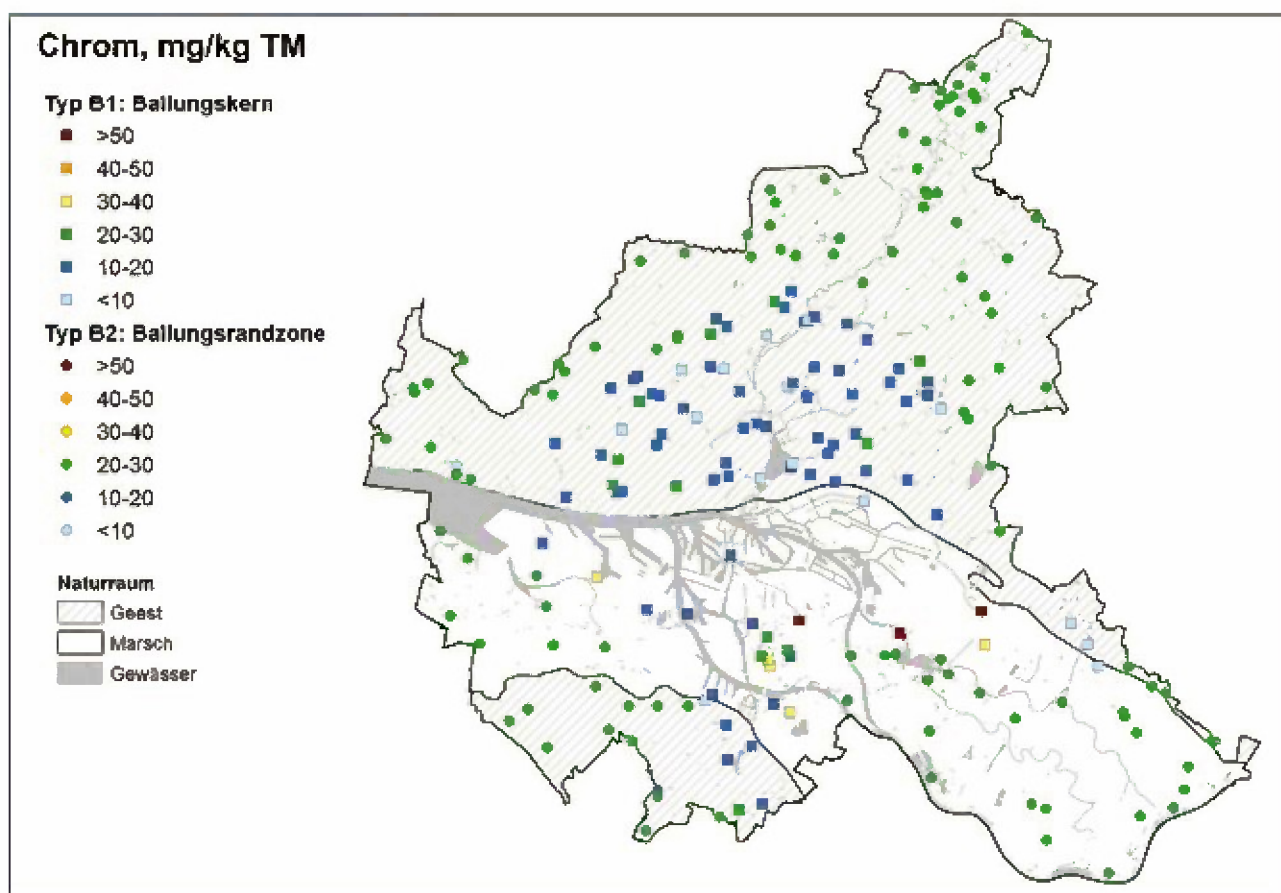 Chrom, mg/kg TM
Typ B1: Ballungskern
>50
40-50
30-40
20-30
10-20
<10
Typ B2: Ballungsrandzone
>50
40-50
30-40
20-30
10-20
<10
Naturraum
Geest
Marsch
Gewässer